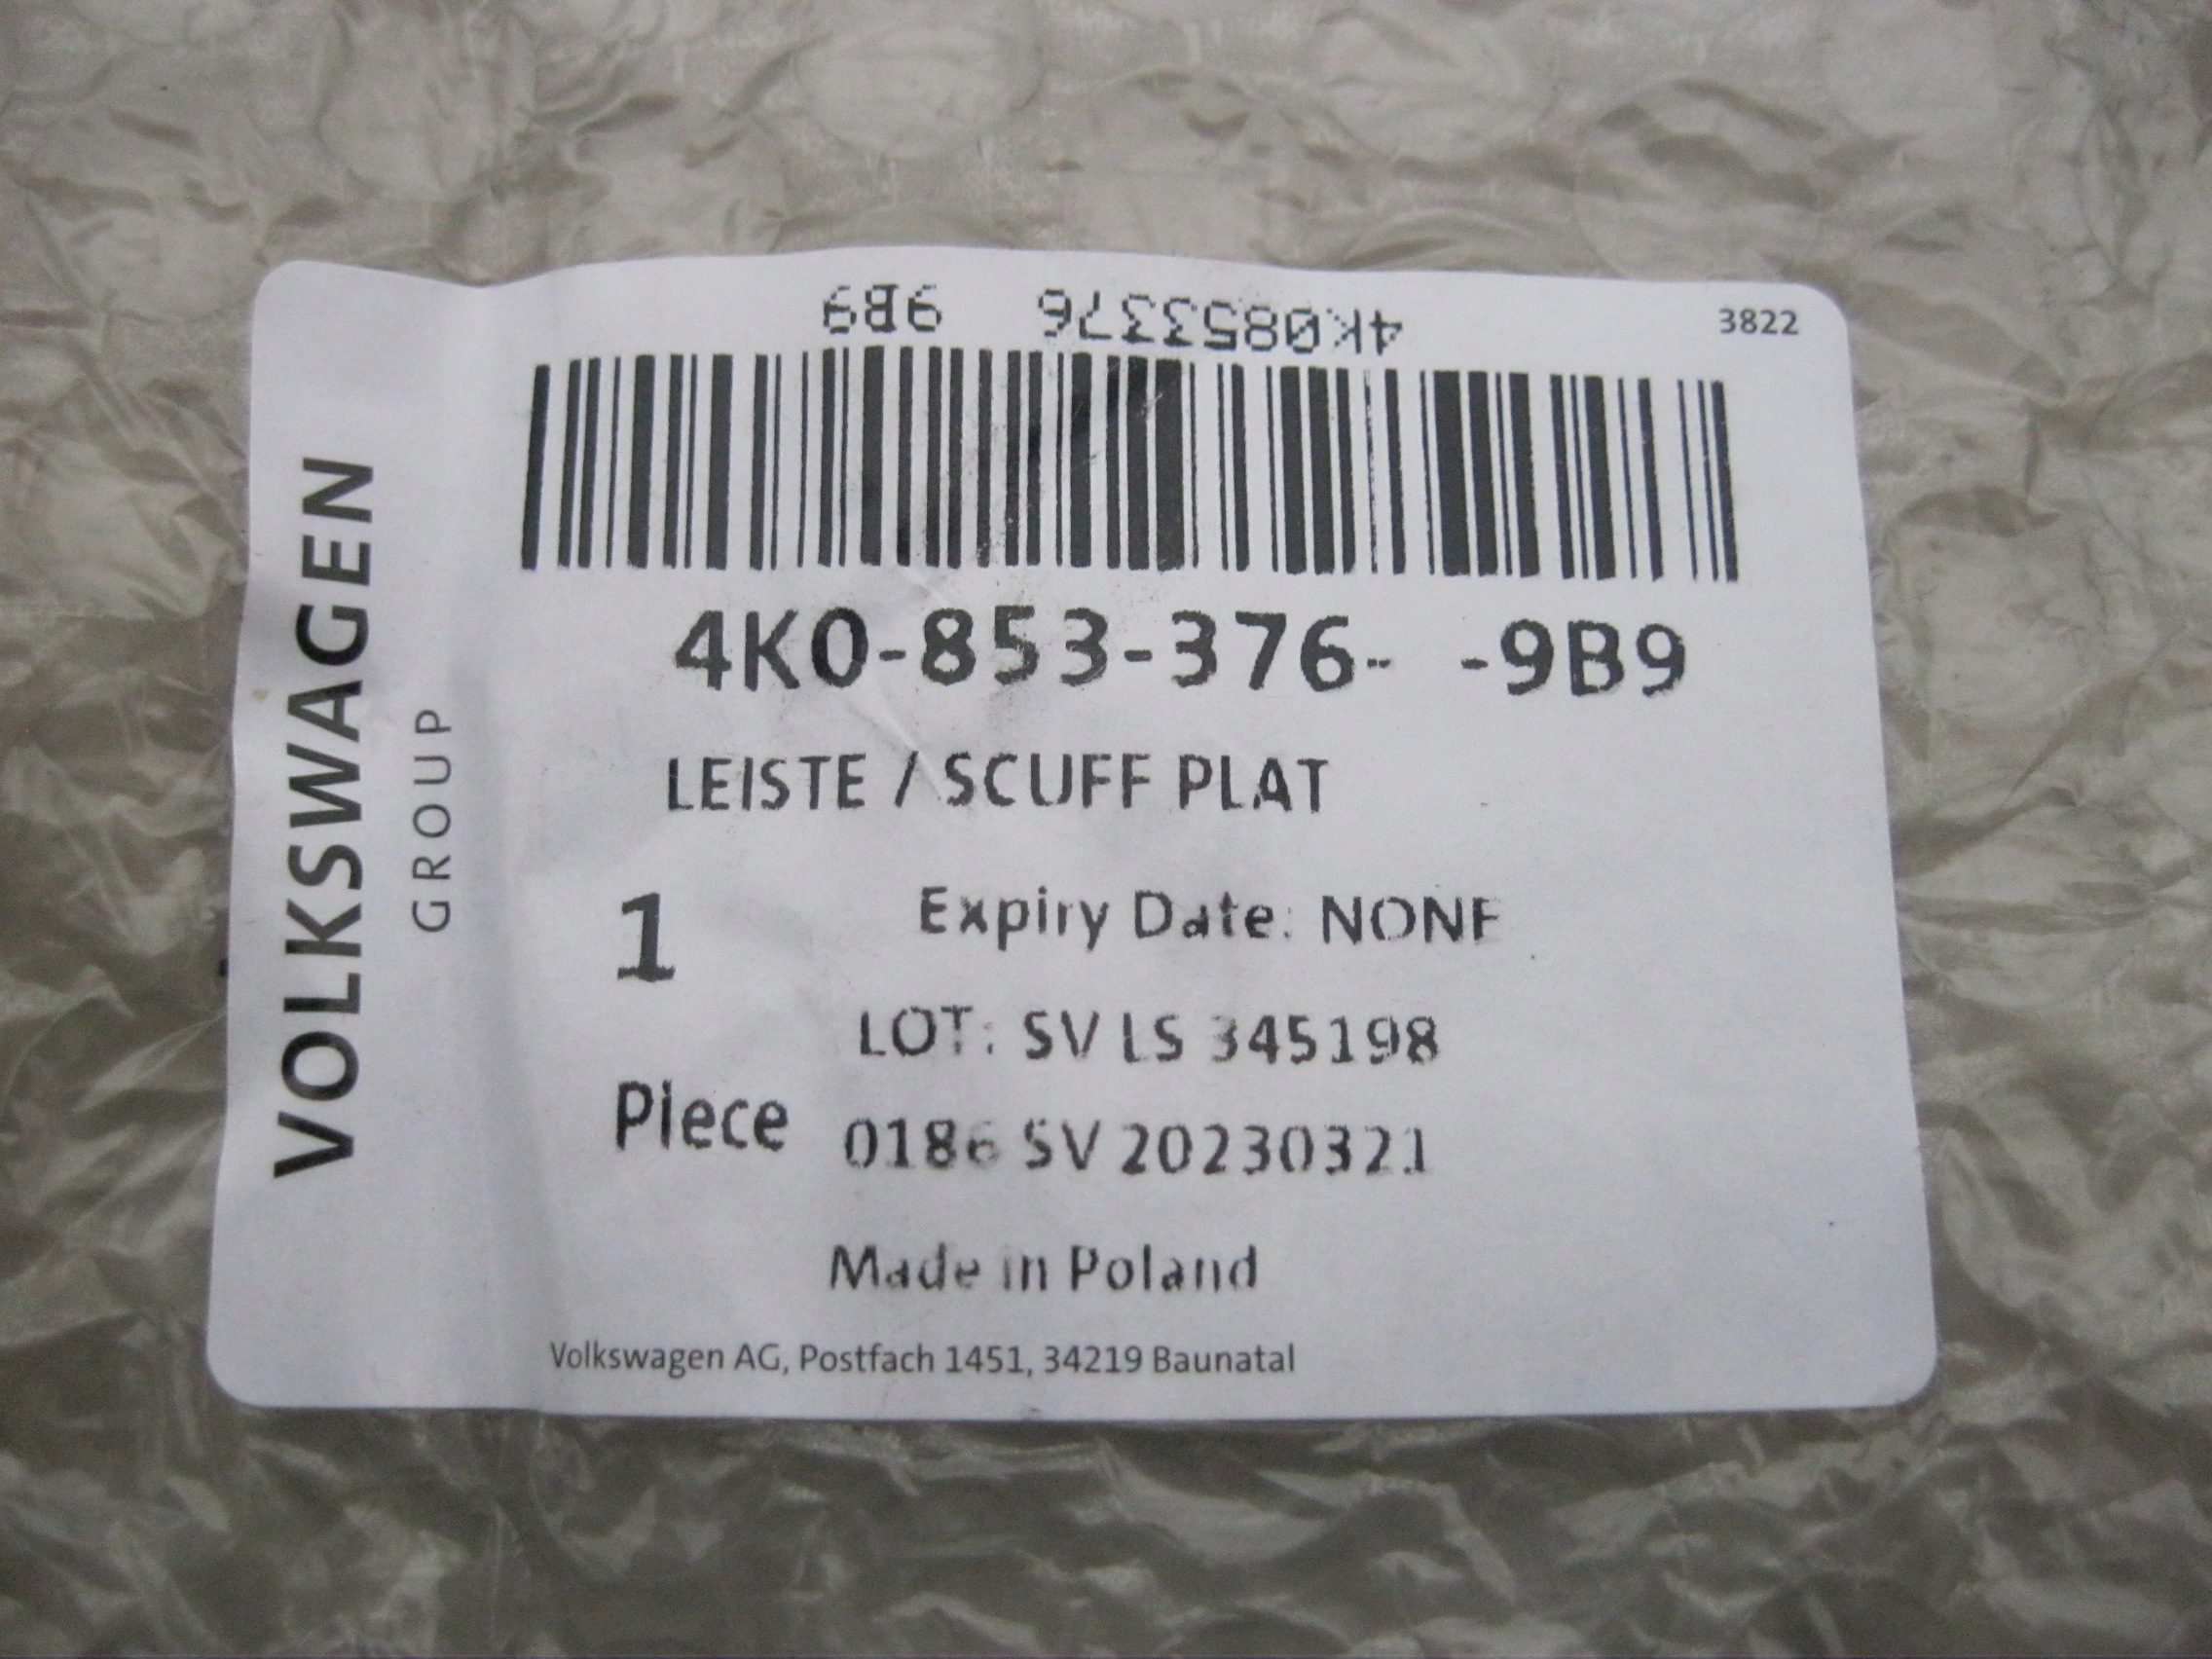 4K0853376 9B9
3822
VOLKSWAGEN
GROUP
4K0-853-376- -9B9
LEISTE / SCUFF PLAT
1
Expiry Date: NONE
LOT: SV LS 345198
Piece
0186 SV 20230321
Made in Poland
Volkswagen AG, Postfach 1451, 34219 Baunatal